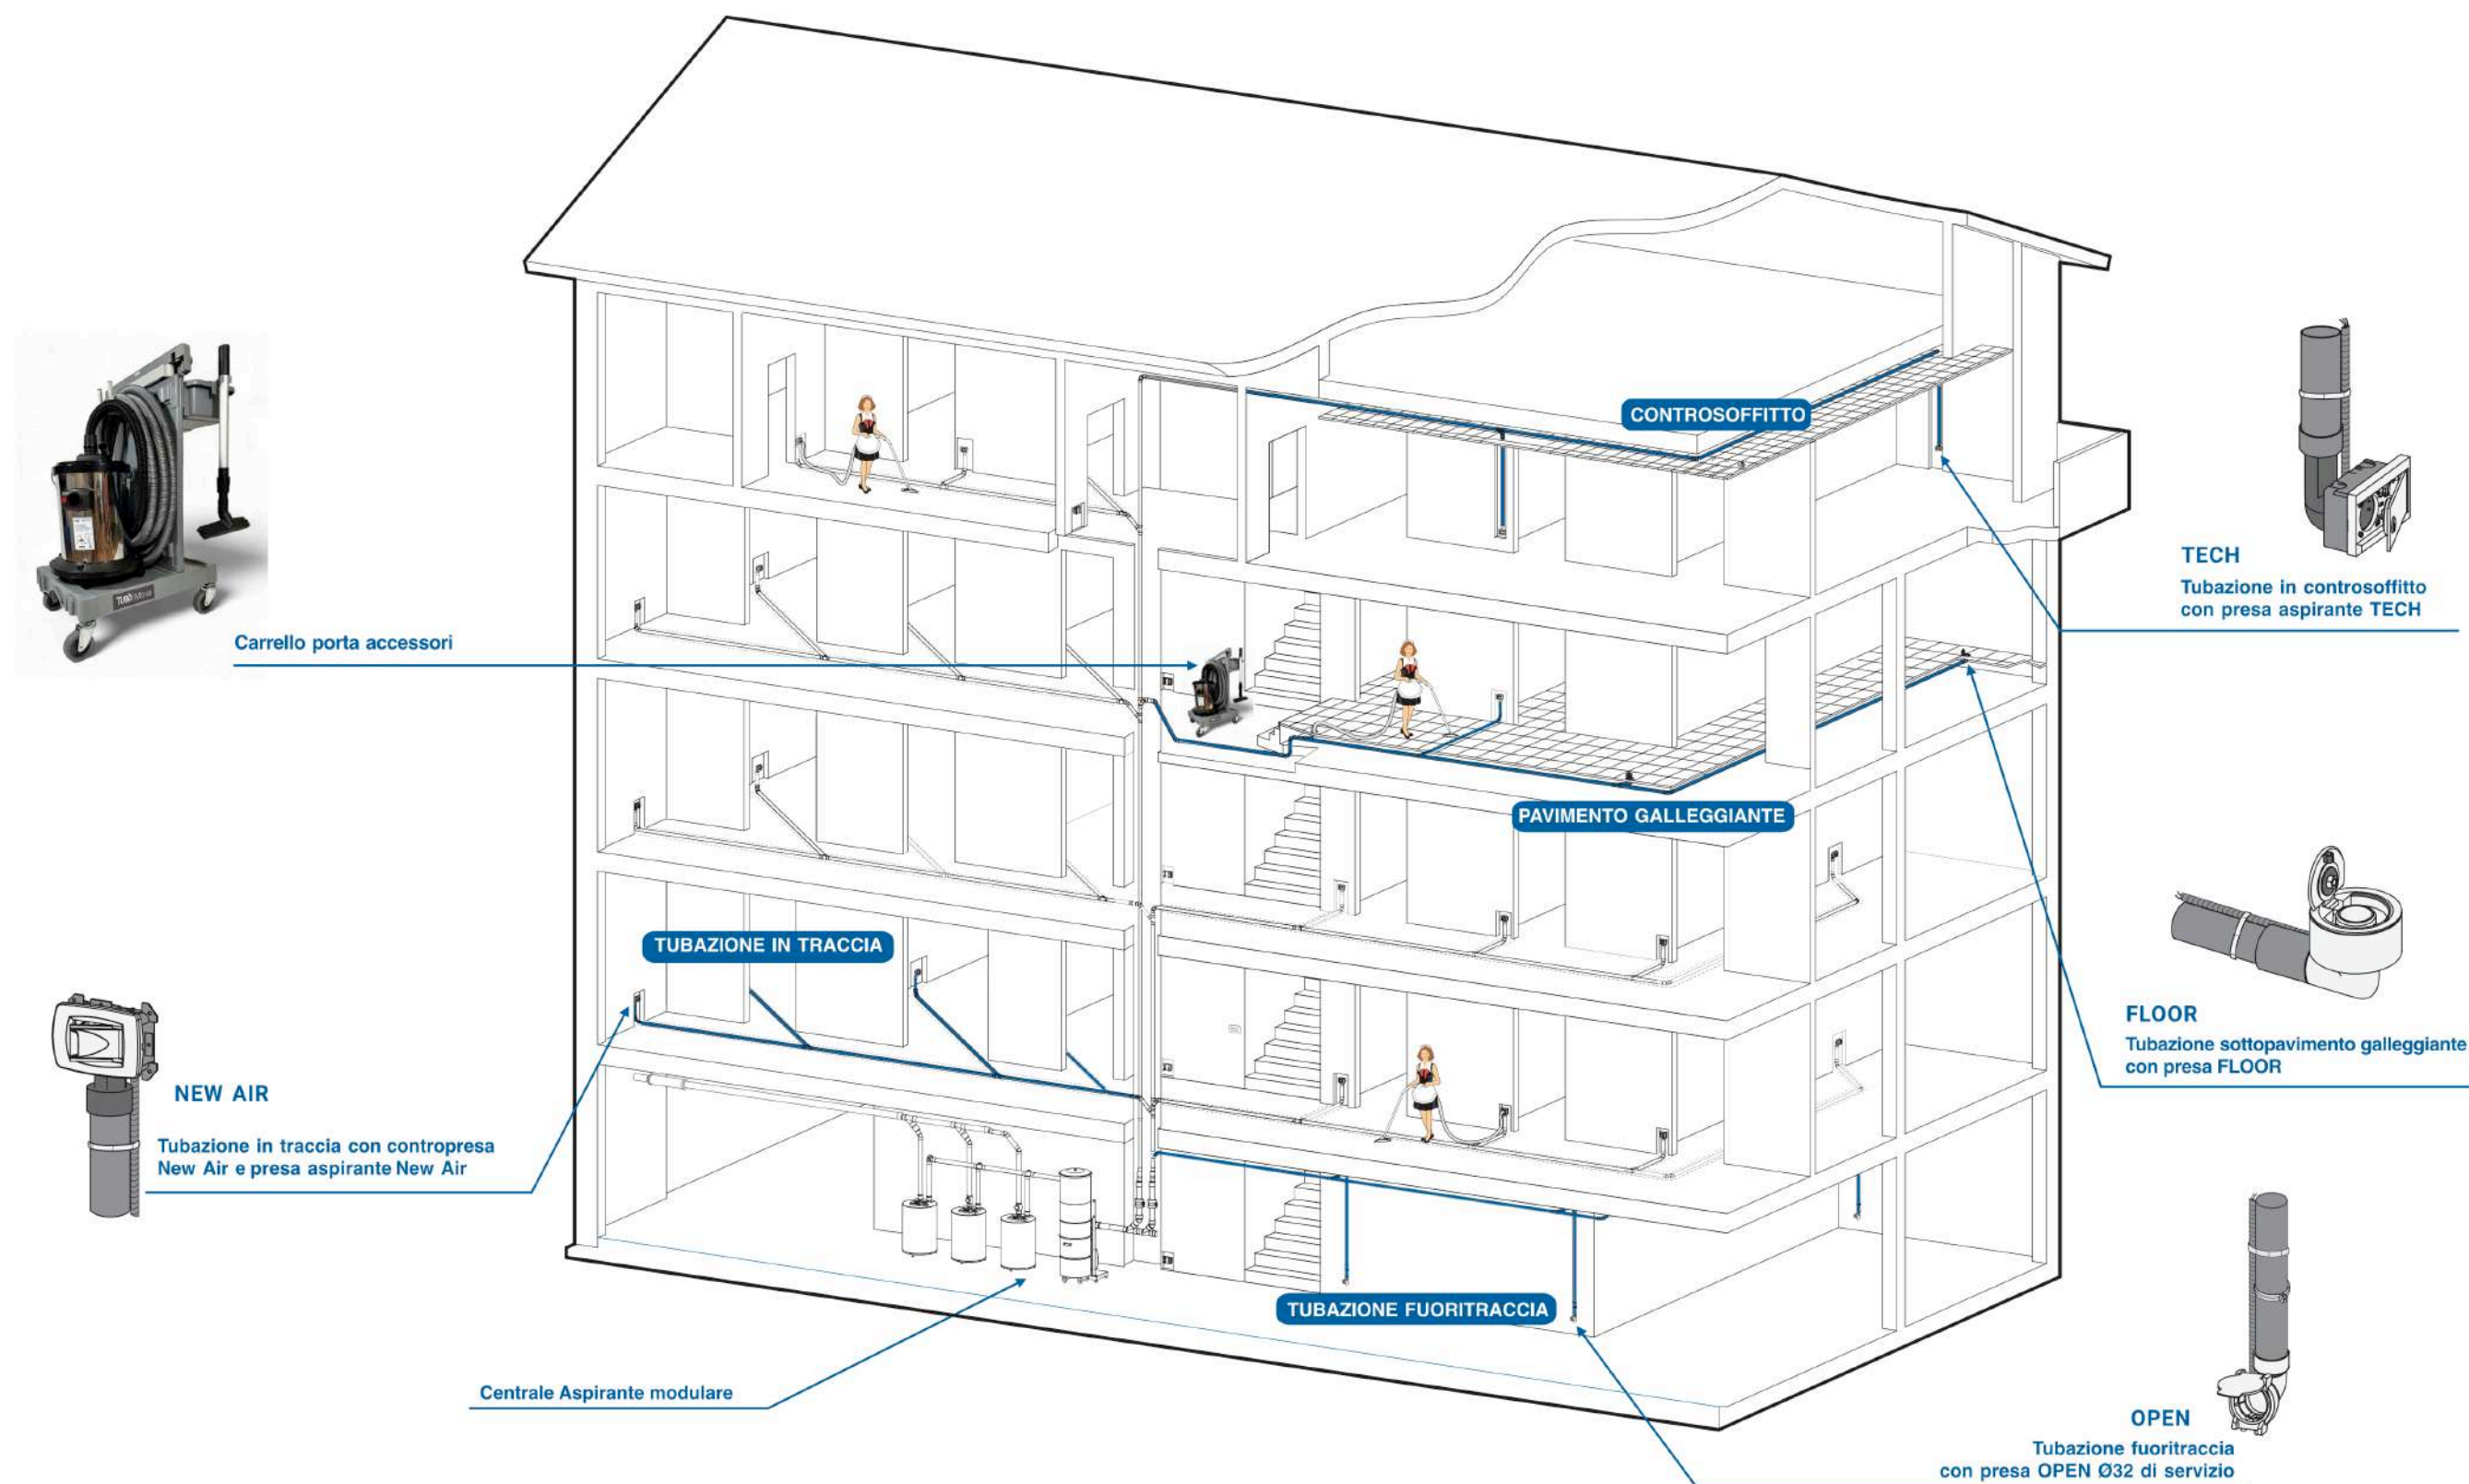 CONTROSOFFITTO
TECH
Tubazione in controsoffitto
con presa aspirante TECH
Carrello porta accessori
PAVIMENTO GALLEGGIANTE
TUBAZIONE IN TRACCIA
FLOOR
Tubazione sottopavimento galleggiante
con presa FLOOR
NEW AIR
Tubazione in traccia con contropresa
New Air e presa aspirante New Air
TUBAZIONE FUORITRACCIA
Centrale Aspirante modulare
OPEN
Tubazione fuoritraccia
con presa OPEN Ø32 di servizio